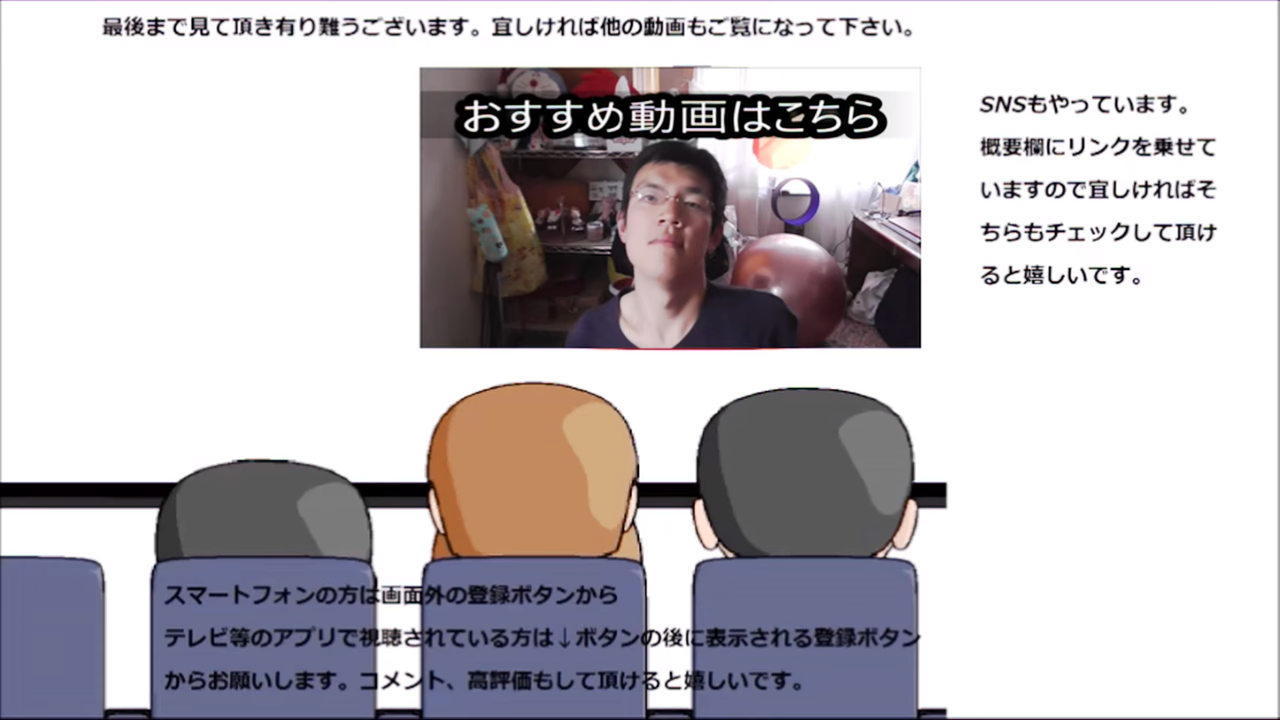 最後まで見て頂き有り難うございます。宜しければ他の動画もご覧になって下さい。
おすすめ動画はこちら
SNSもやっています。
概要欄にリンクを乗せて
いますので宜しければそ
ちらもチェックして頂け
ると嬉しいです。
スマートフォンの方は画面外の登録ボタンから
テレビ等のアプリで視聴されている方は↓ボタンの後に表示される登録ボタン
からお願いします。コメント、高評価もして頂けると嬉しいです。